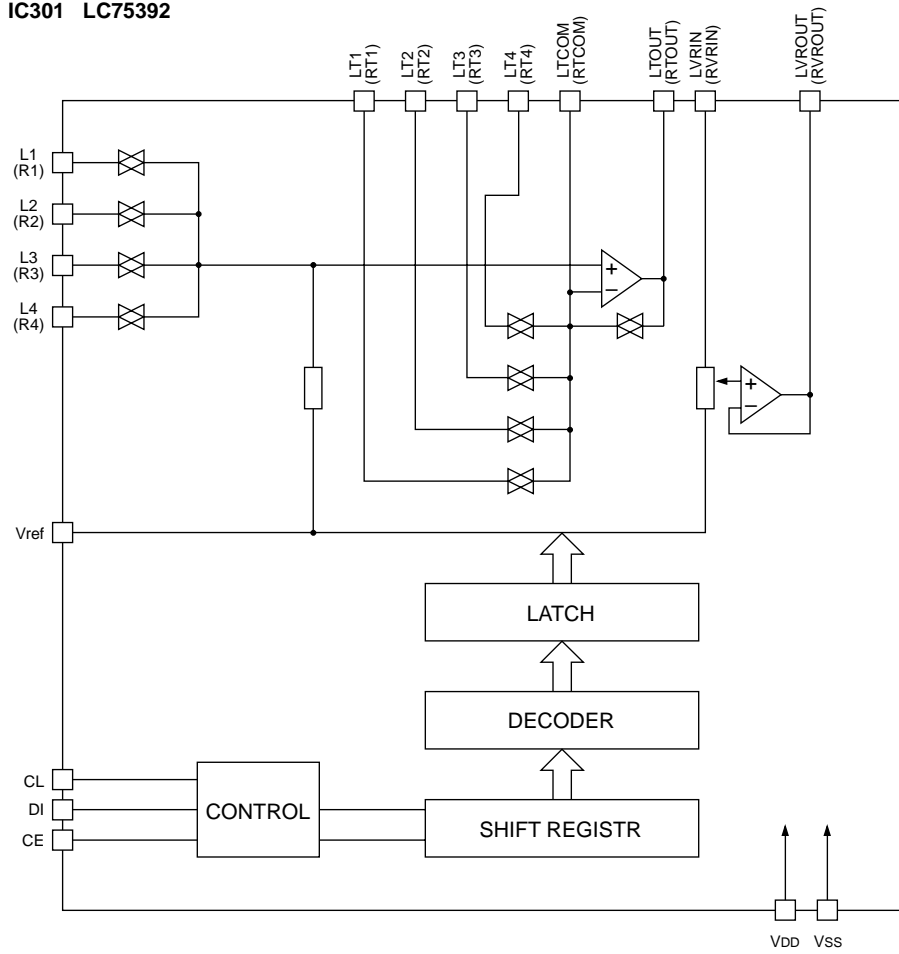 IC301 LC75392
LT1
(RT1)
LT2
(RT2)
LT3
(RT3)
LT4
(RT4)
LTCOM
(RTCOM)
LTOUT
(RTOUT)
LVRIN
(RVRIN)
LVROUT
(RVROUT)
L1
(R1)
L2
(R2)
L3
(R3)
L4
(R4)
+
−
+
−
Vref
LATCH
DECODER
CL
DI
CE
CONTROL
SHIFT REGISTR
VDD
VSS